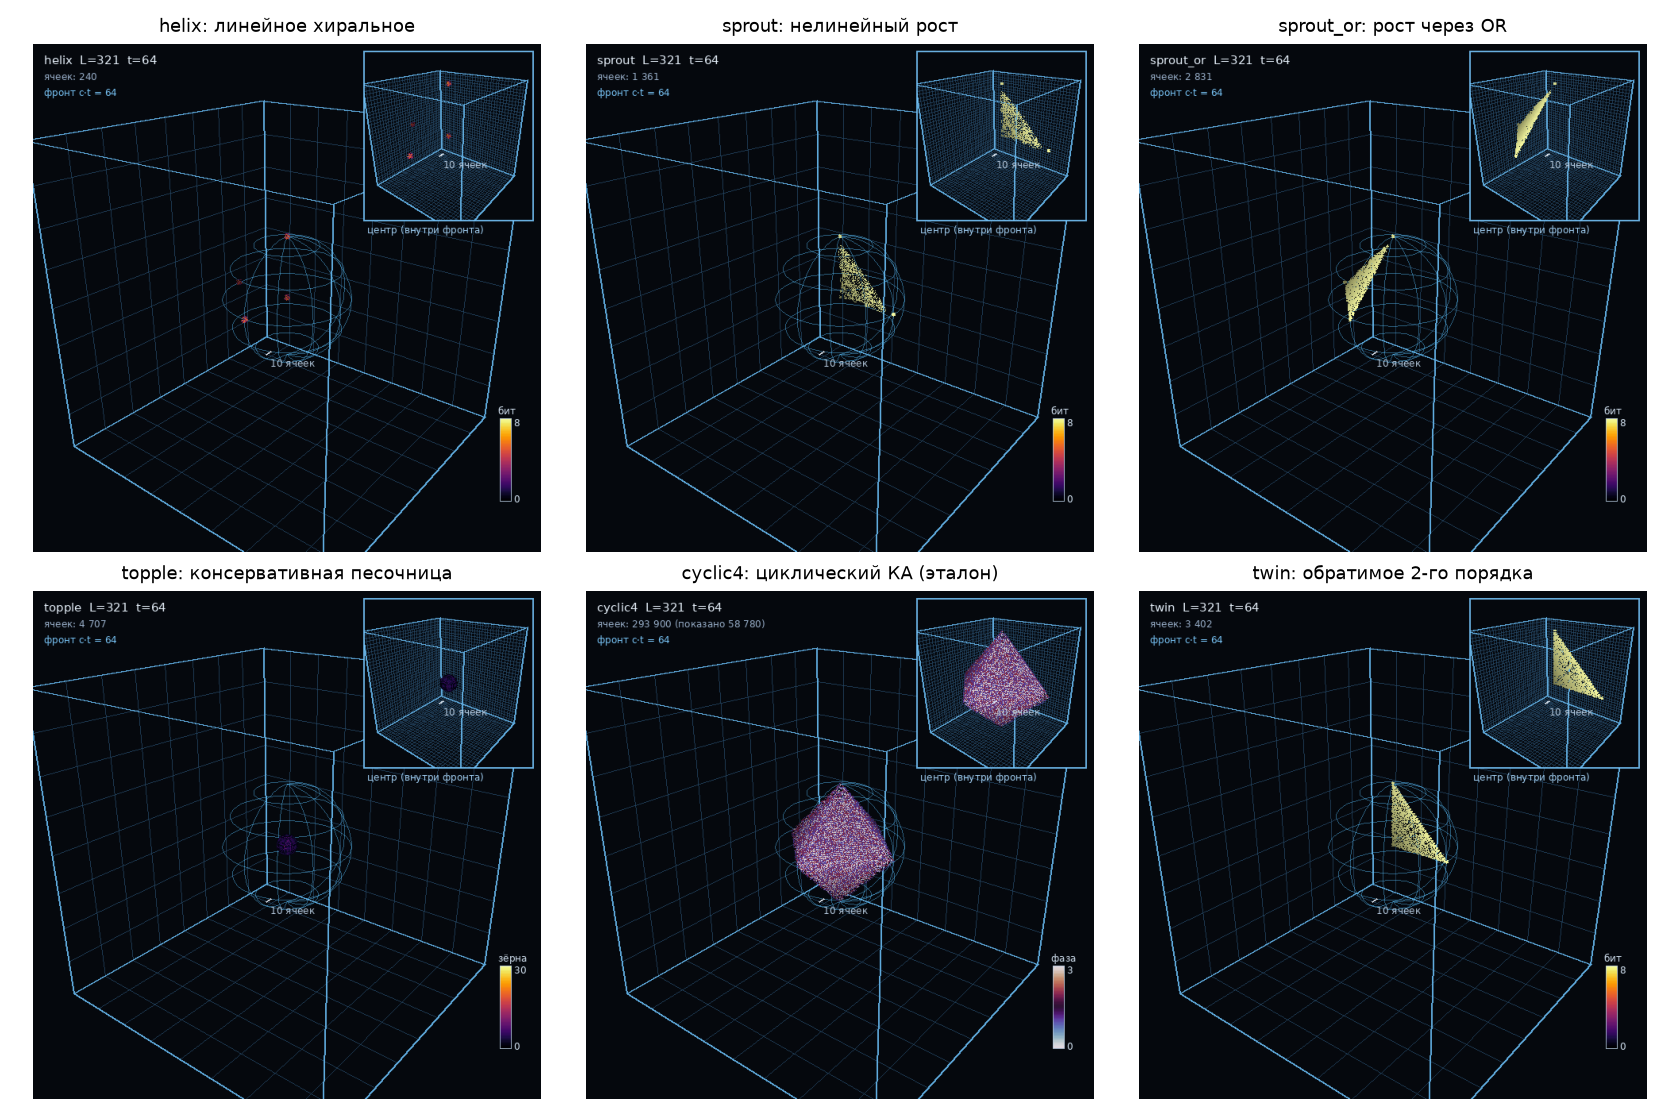 helix: линейное хиральное
helix L=321 t=64
ячеек: 240
фронт c·t = 64
10 ячеек
центр (внутри фронта)
10 ячеек
бит
8
0
sprout: нелинейный рост
sprout L=321 t=64
ячеек: 1 361
фронт c·t = 64
10 ячеек
центр (внутри фронта)
10 ячеек
бит
8
0
sprout_or: рост через OR
sprout_or L=321 t=64
ячеек: 2 831
фронт c·t = 64
10 ячеек
центр (внутри фронта)
10 ячеек
бит
8
0
topple: консервативная песочница
topple L=321 t=64
ячеек: 4 707
фронт c·t = 64
10 ячеек
центр (внутри фронта)
10 ячеек
зёрна
30
0
cyclic4: циклический КА (эталон)
cyclic4 L=321 t=64
ячеек: 293 900 (показано 58 780)
фронт c·t = 64
10 ячеек
центр (внутри фронта)
10 ячеек
фаза
3
0
twin: обратимое 2-го порядка
twin L=321 t=64
ячеек: 3 402
фронт c·t = 64
10 ячеек
центр (внутри фронта)
10 ячеек
бит
8
0